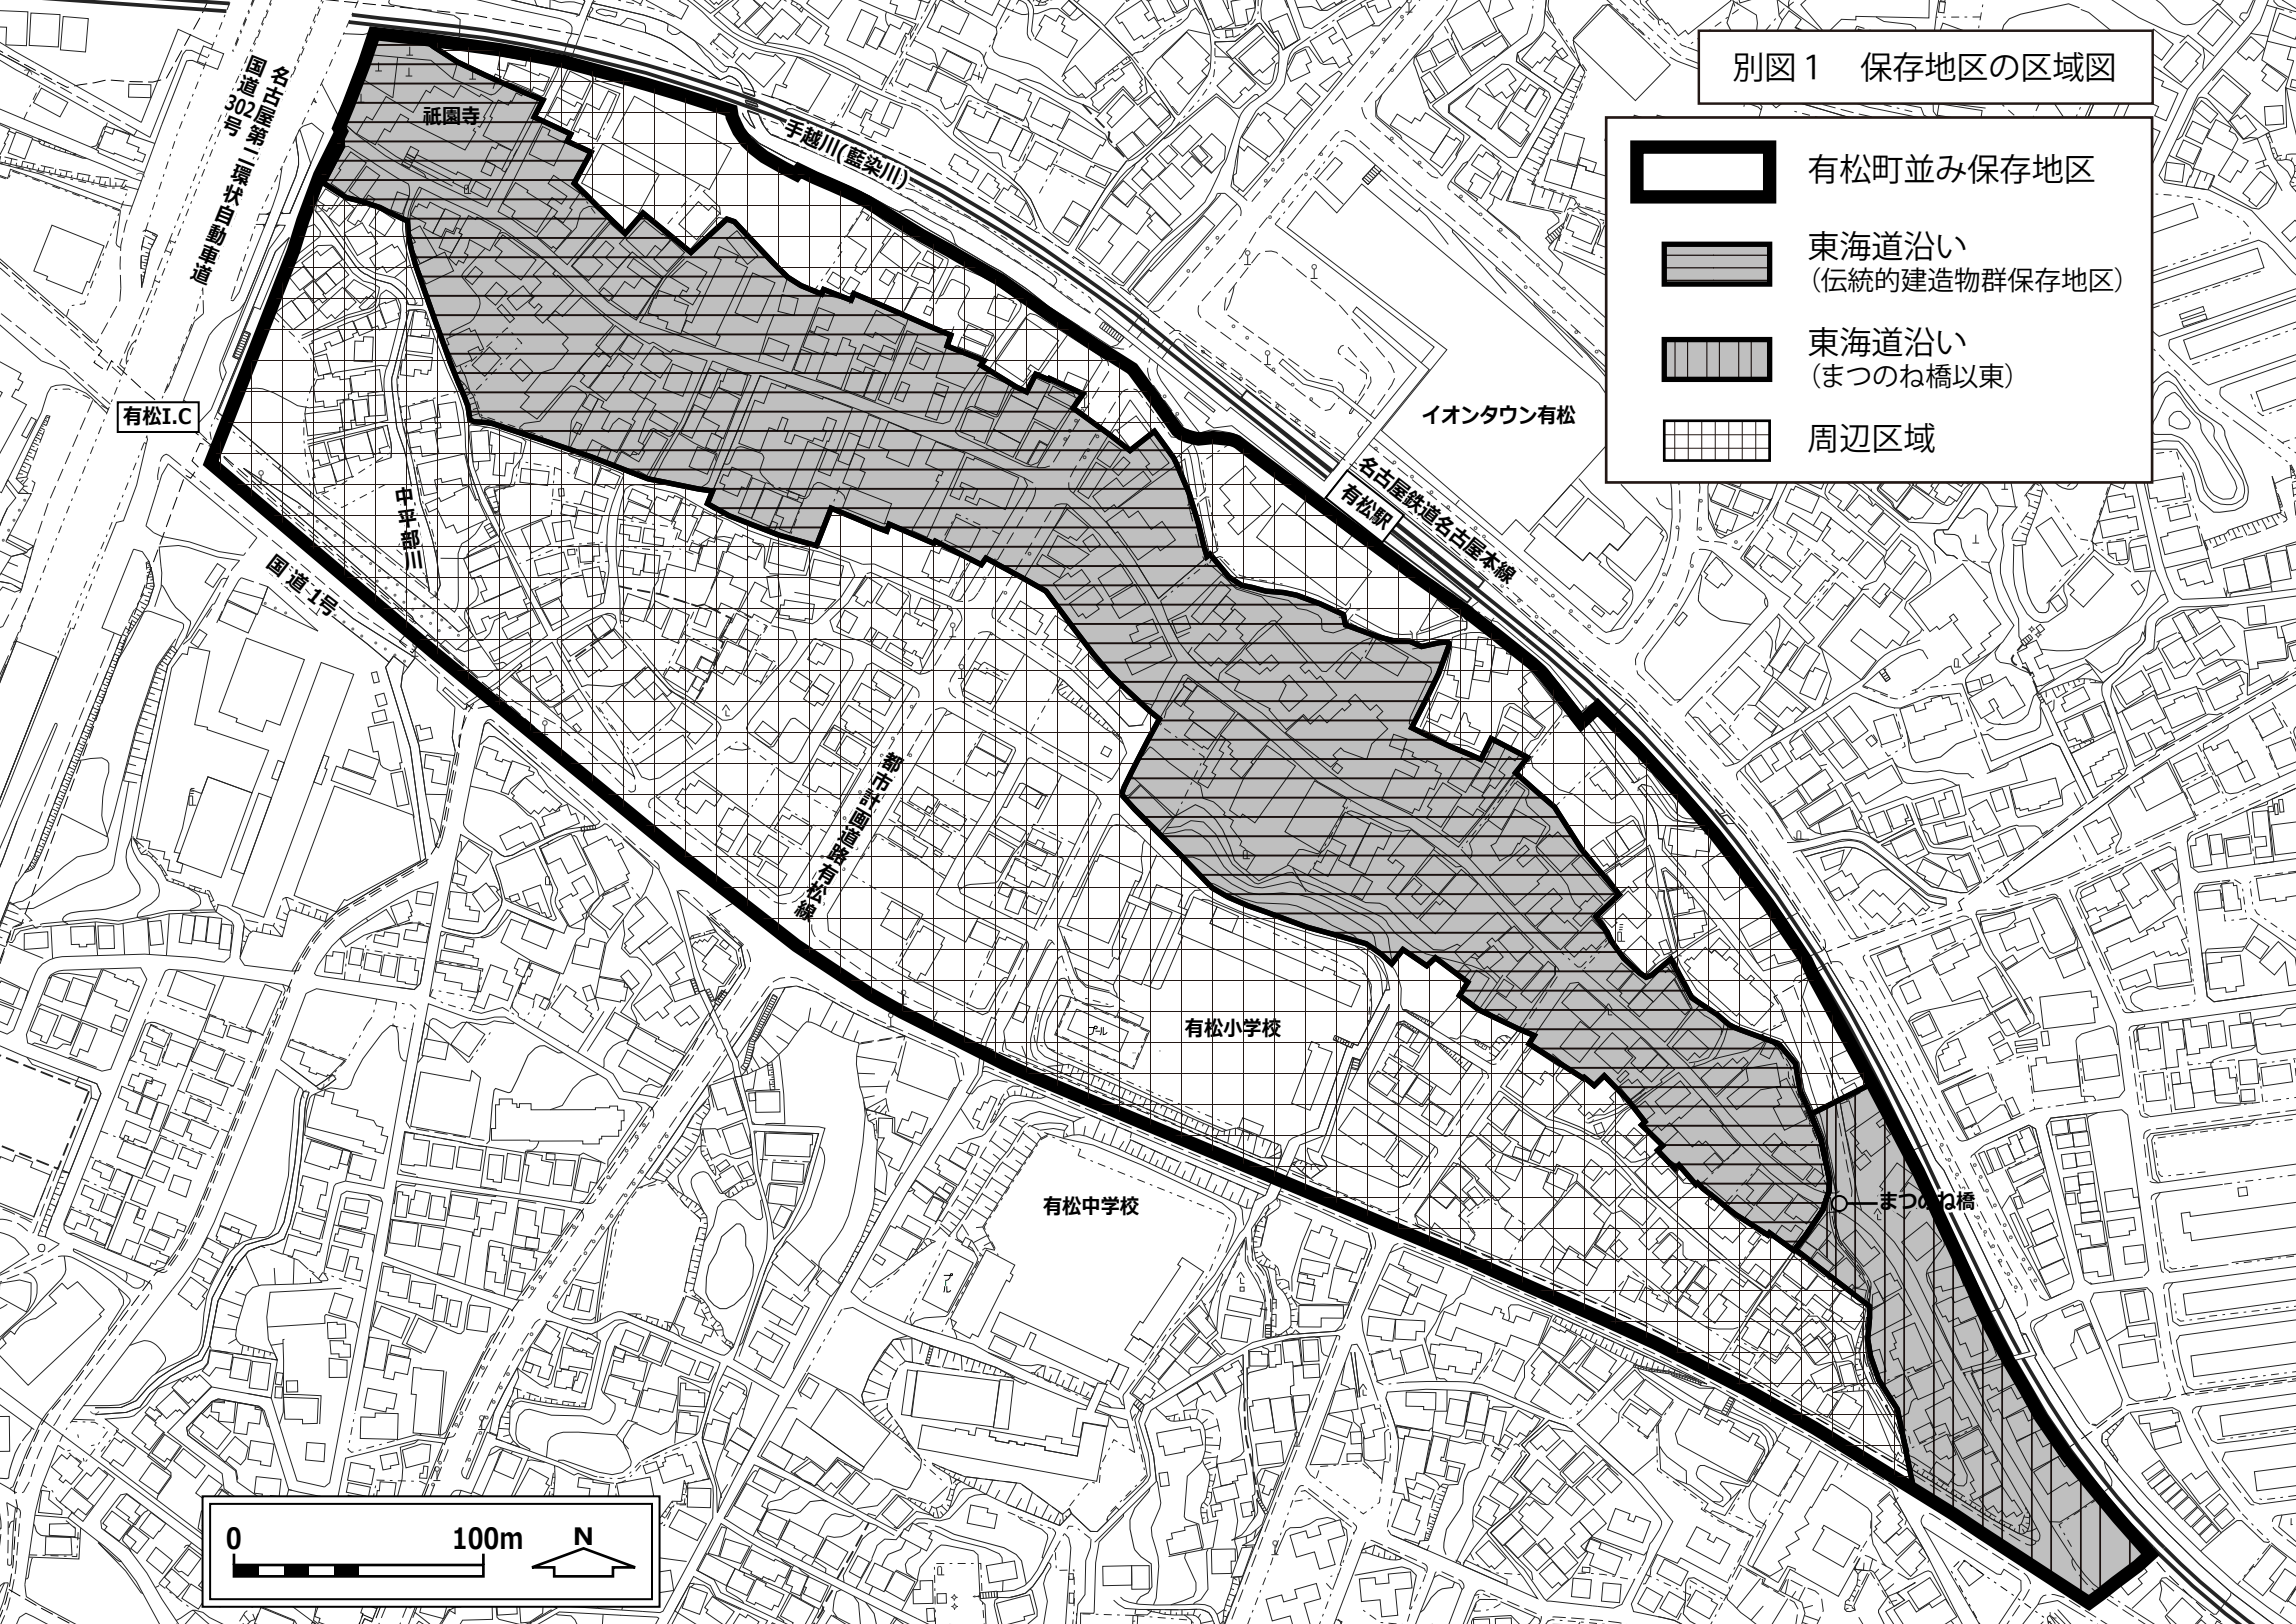 別図1 保存地区の区域図
有松町並み保存地区
東海道沿い
(伝統的建造物群保存地区)
東海道沿い
(まつのね橋以東)
周辺区域
名古屋第二環状自動車道
国道302号
祇園寺
手越川(藍染川)
有松I.C
中平部川
国道1号
イオンタウン有松
名古屋鉄道名古屋本線
有松駅
都市計画道路有松線
プール
有松小学校
有松中学校
プール
まつのね橋
0 100m N